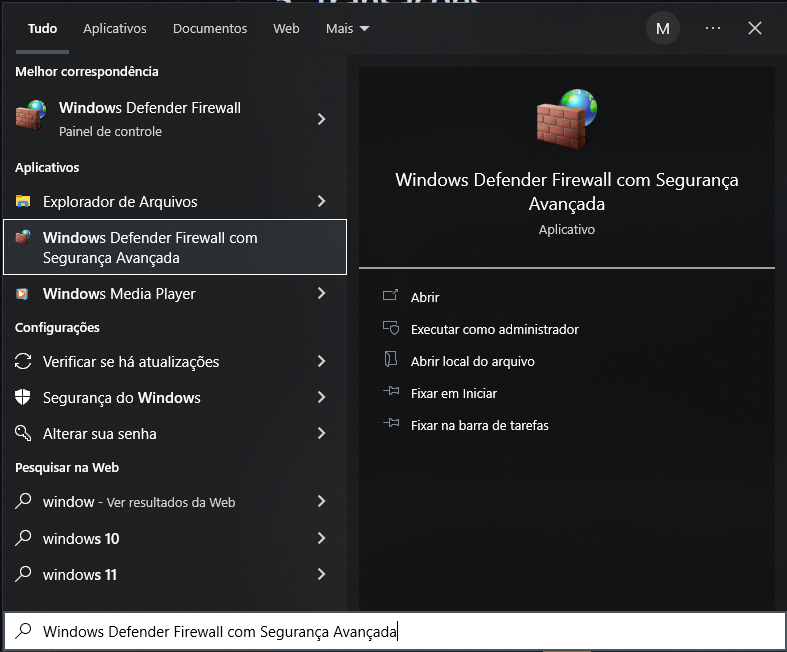 Tudo Aplicativos Documentos Web Mais M ...
Melhor correspondência
Windows Defender Firewall
Painel de controle
Aplicativos
Explorador de Arquivos
Windows Defender Firewall com
Segurança Avançada
Windows Media Player
Configurações
Verificar se há atualizações
Segurança do Windows
Alterar sua senha
Pesquisar na Web
window - Ver resultados da Web
windows 10
windows 11
Windows Defender Firewall com Segurança
Avançada
Aplicativo
Abrir
Executar como administrador
Abrir local do arquivo
Fixar em Iniciar
Fixar na barra de tarefas
Windows Defender Firewall com Segurança Avançada